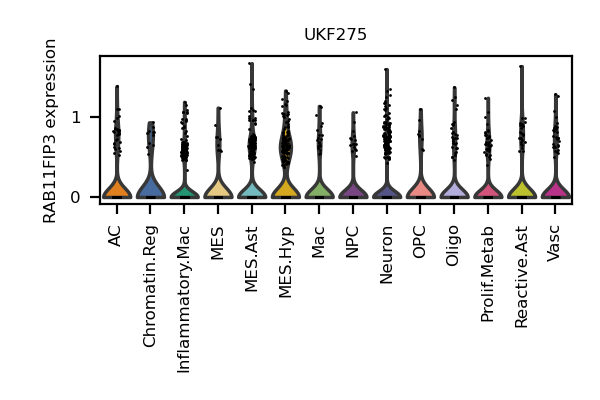 UKF275
RAB11FIP3 expression
1
0
AC
Chromatin.Reg
Inflammatory.Mac
MES
MES.Ast
MES.Hyp
Mac
NPC
Neuron
OPC
Oligo
Prolif.Metab
Reactive.Ast
Vasc